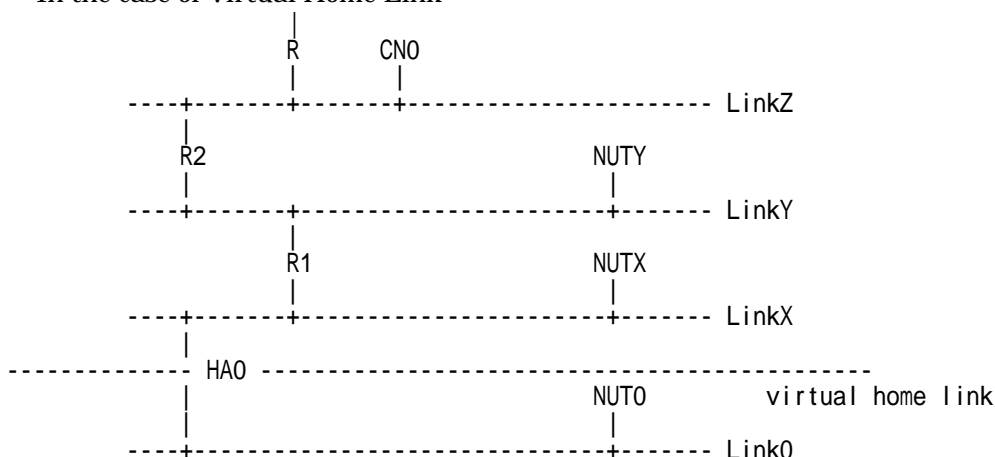 In the case of Virtual Home Link
R CN0
LinkZ
R2 NUTY
LinkY
R1 NUTX
LinkX
HA0
NUT0 virtual home link
Link0